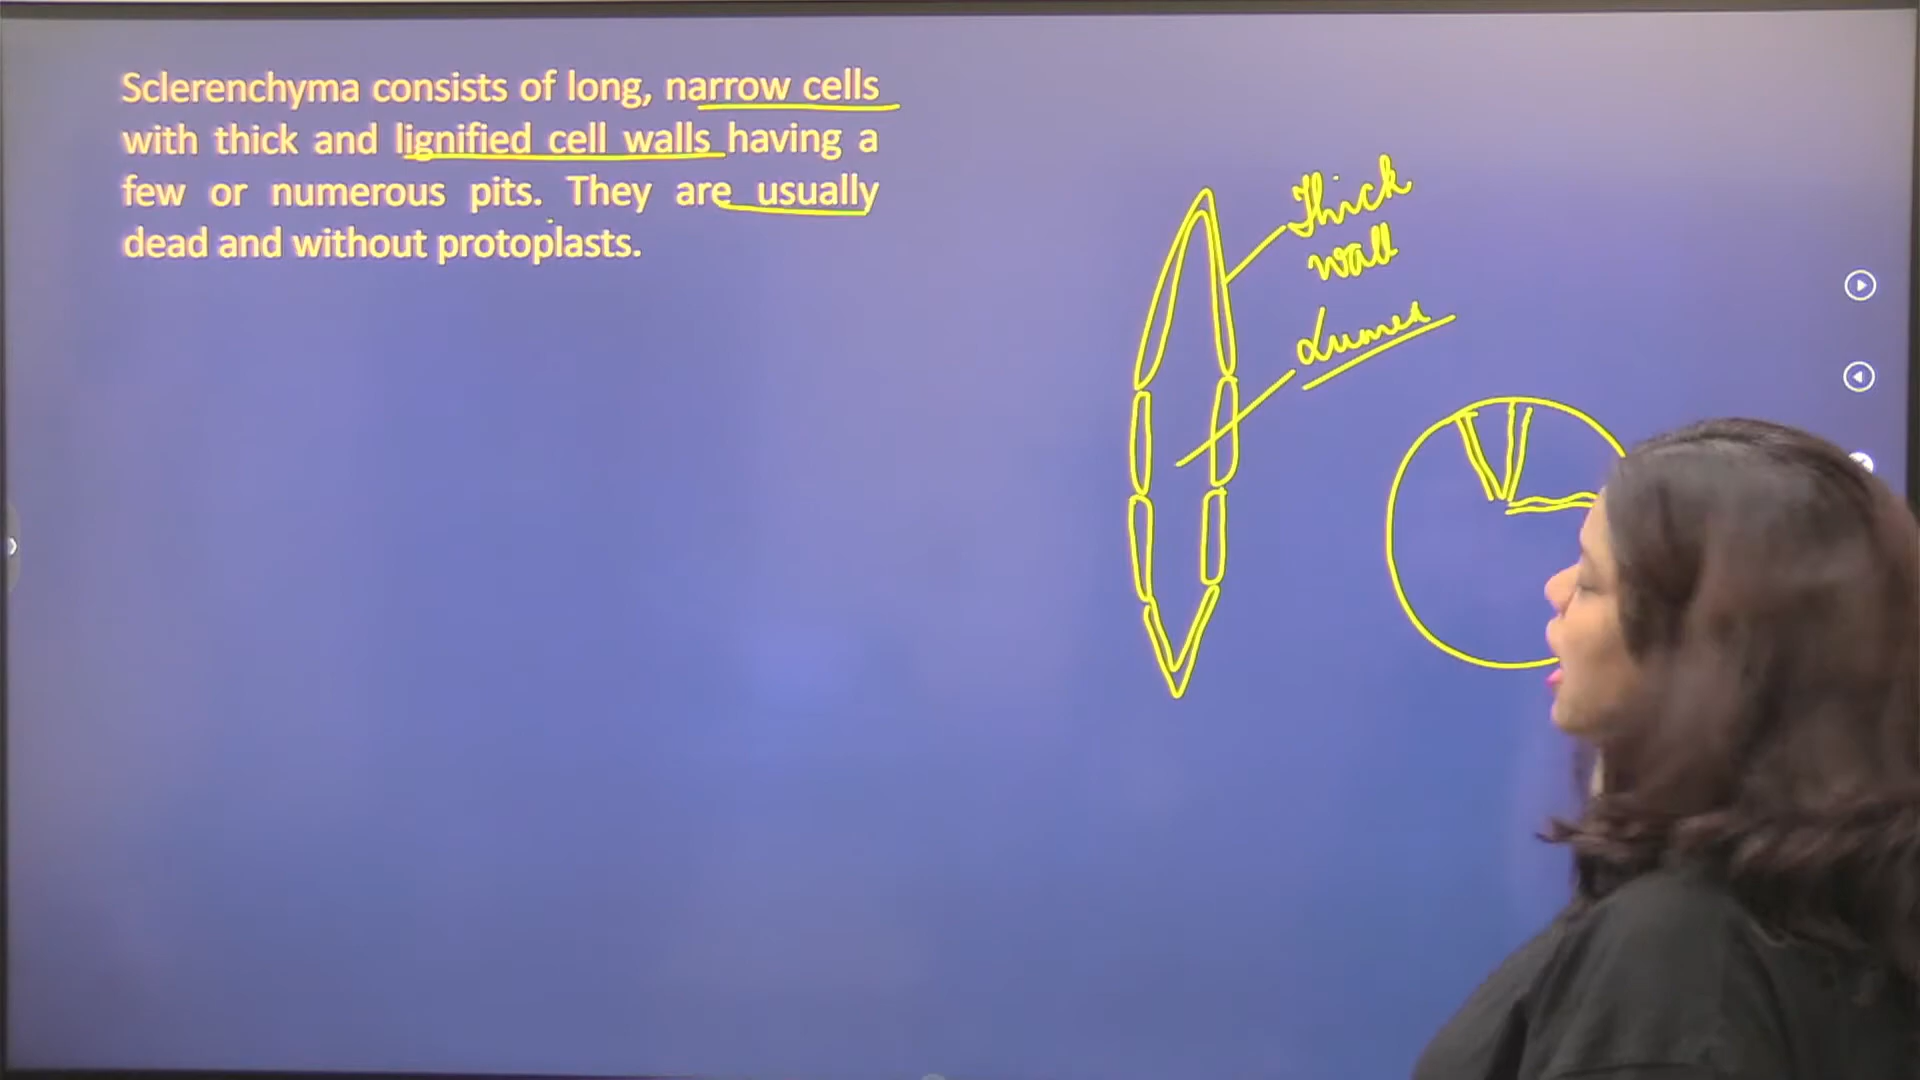 Sclerenchyma consists of long, narrow cells
with thick and lignified cell walls having a
few or numerous pits. They are usually
dead and without protoplasts.
Thick
wall
Lumen